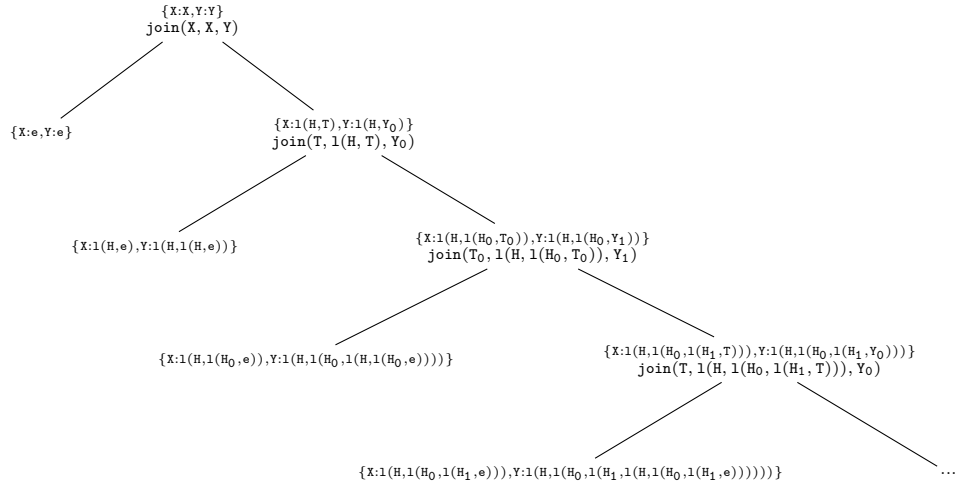 {X:X,Y:Y}
join(X, X, Y)
{X:e,Y:e}
{X:l(H,T),Y:l(H,Y₀)}
join(T, l(H, T), Y₀)
{X:l(H,e),Y:l(H,l(H,e))}
{X:l(H,l(H₀,T₀)),Y:l(H,l(H₀,Y₁))}
join(T₀, l(H, l(H₀, T₀)), Y₁)
{X:l(H,l(H₀,e)),Y:l(H,l(H₀,l(H,l(H₀,e))))}
{X:l(H,l(H₀,l(H₁,T))),Y:l(H,l(H₀,l(H₁,Y₀)))}
join(T, l(H, l(H₀, l(H₁, T))), Y₀)
{X:l(H,l(H₀,l(H₁,e))),Y:l(H,l(H₀,l(H₁,l(H,l(H₀,l(H₁,e))))))}
...